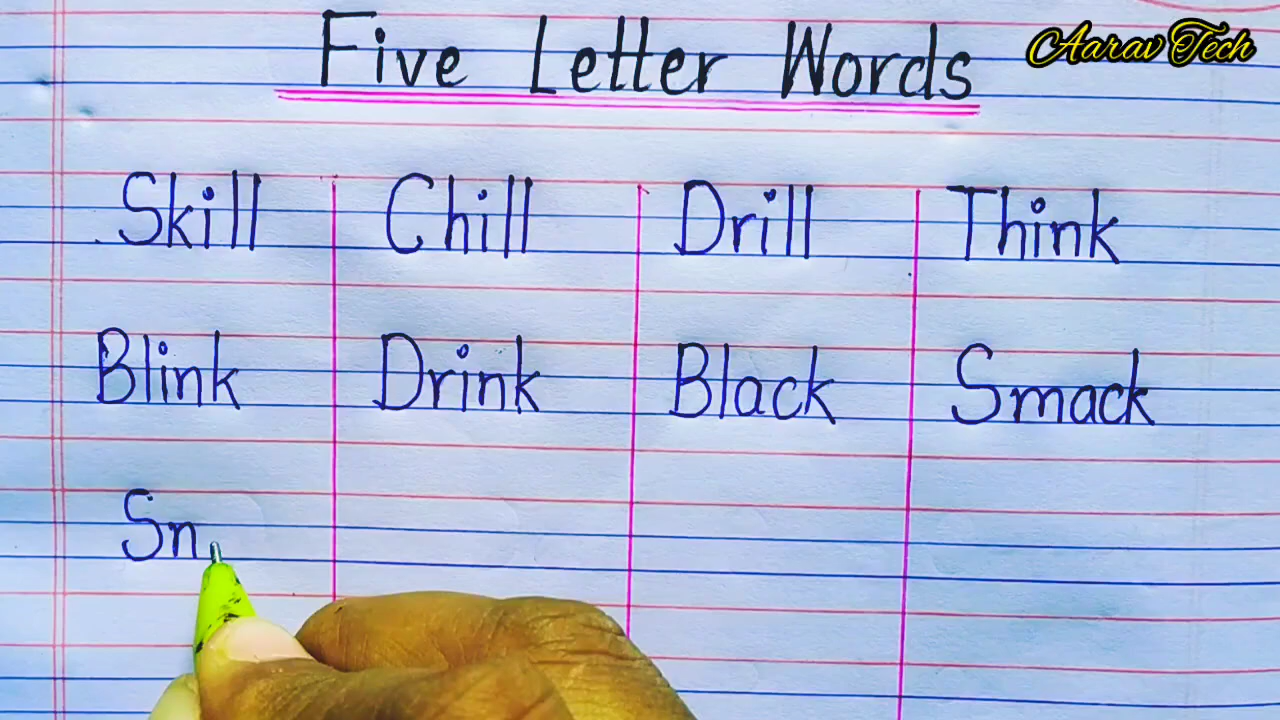 Five Letter Words
Aarav Tech
Skill Chill Drill Think
Blink Drink Black Smack
Sn